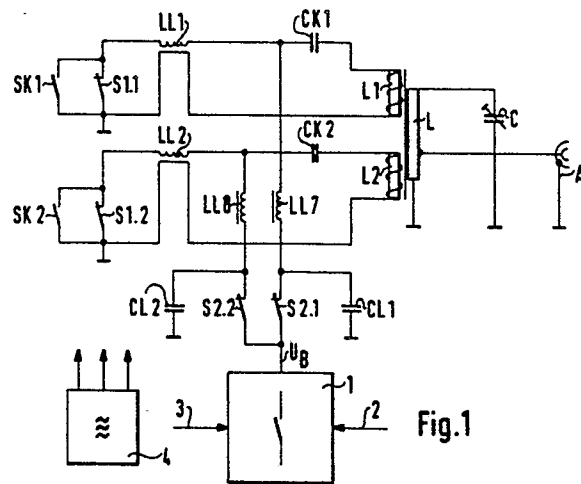 LL1
CK1
SK1
S1.1
L1
L
C
LL2
CK2
A
L2
SK2
S1.2
LL8
LL7
CL2
S2.2
S2.1
CL1
UB
1
3
2
Fig.1
4